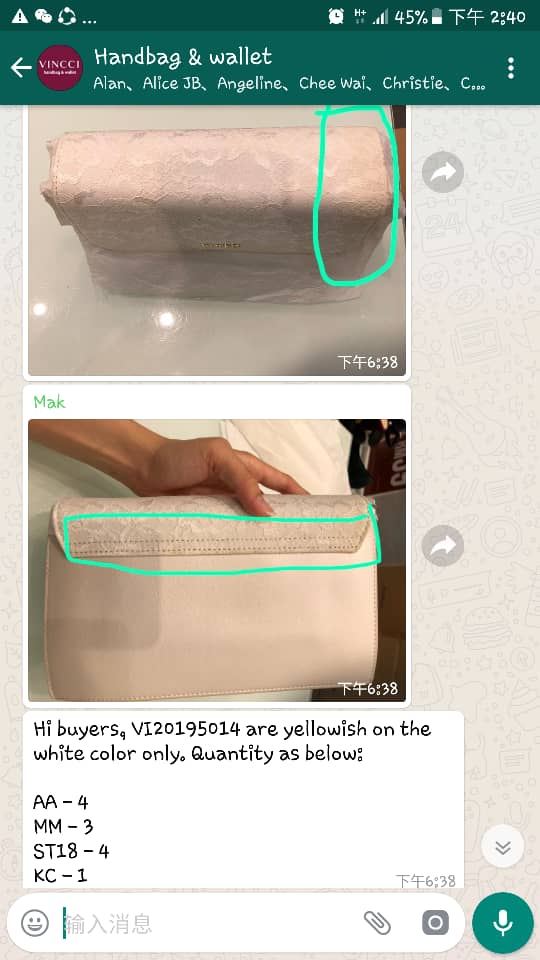 45% 下午 2:40
VINCCI
handbag & wallet
Handbag & wallet
Alan、Alice JB、Angeline、Chee Wai、Christie、C...
下午6:38
Mak
下午6:38
Hi buyers, VI20195014 are yellowish on the
white color only. Quantity as below:
AA - 4
MM - 3
ST18 - 4
KC - 1
下午6:38
输入消息